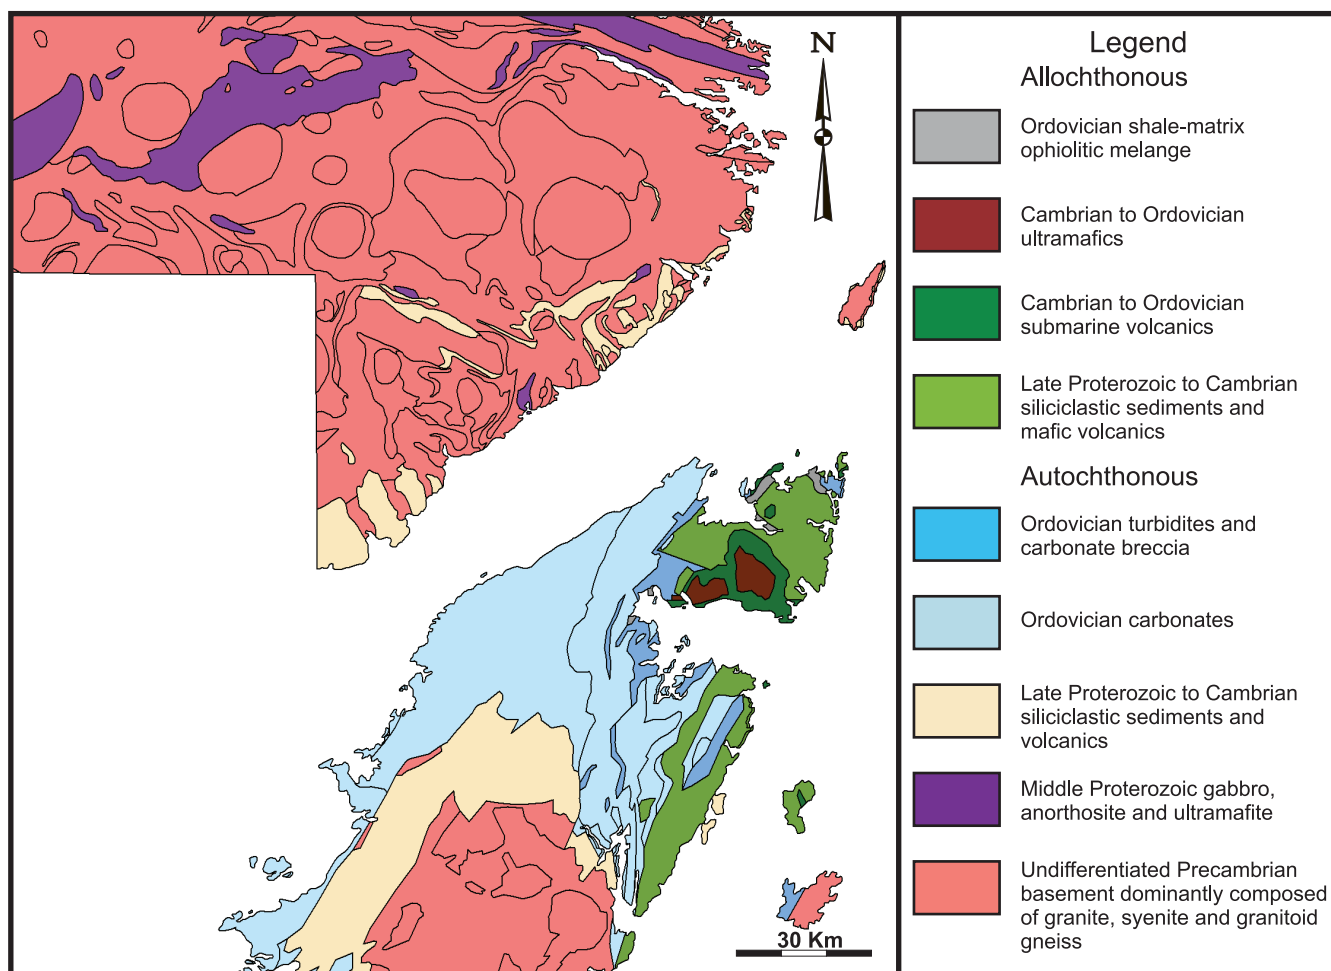 N
30 Km
Legend
Allochthonous
Ordovician shale-matrix
ophiolitic melange
Cambrian to Ordovician
ultramafics
Cambrian to Ordovician
submarine volcanics
Late Proterozoic to Cambrian
siliciclastic sediments and
mafic volcanics
Autochthonous
Ordovician turbidites and
carbonate breccia
Ordovician carbonates
Late Proterozoic to Cambrian
siliciclastic sediments and
volcanics
Middle Proterozoic gabbro,
anorthosite and ultramafite
Undifferentiated Precambrian
basement dominantly composed
of granite, syenite and granitoid
gneiss